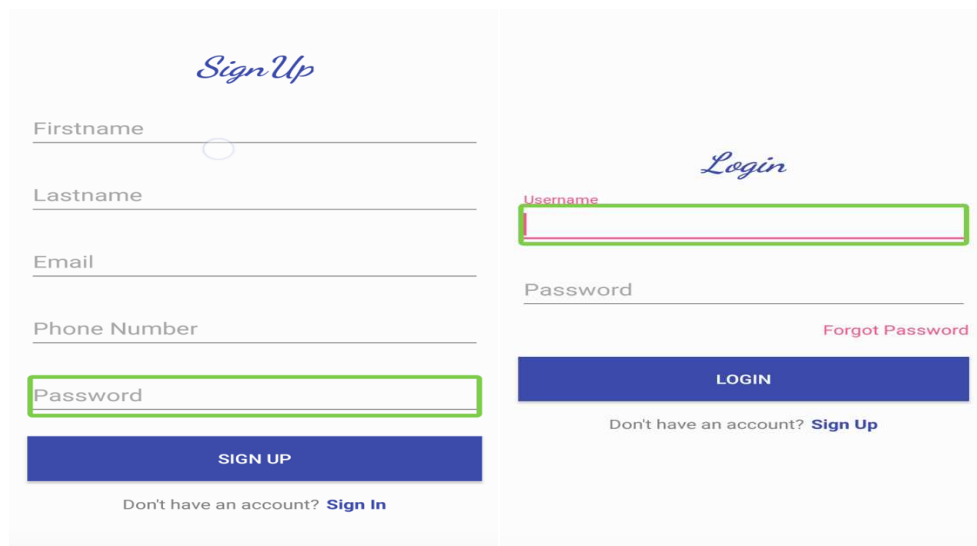 Sign Up
Firstname
Lastname
Email
Phone Number
Password
SIGN UP
Don't have an account? Sign In
Login
Username
Password
Forgot Password
LOGIN
Don't have an account? Sign Up